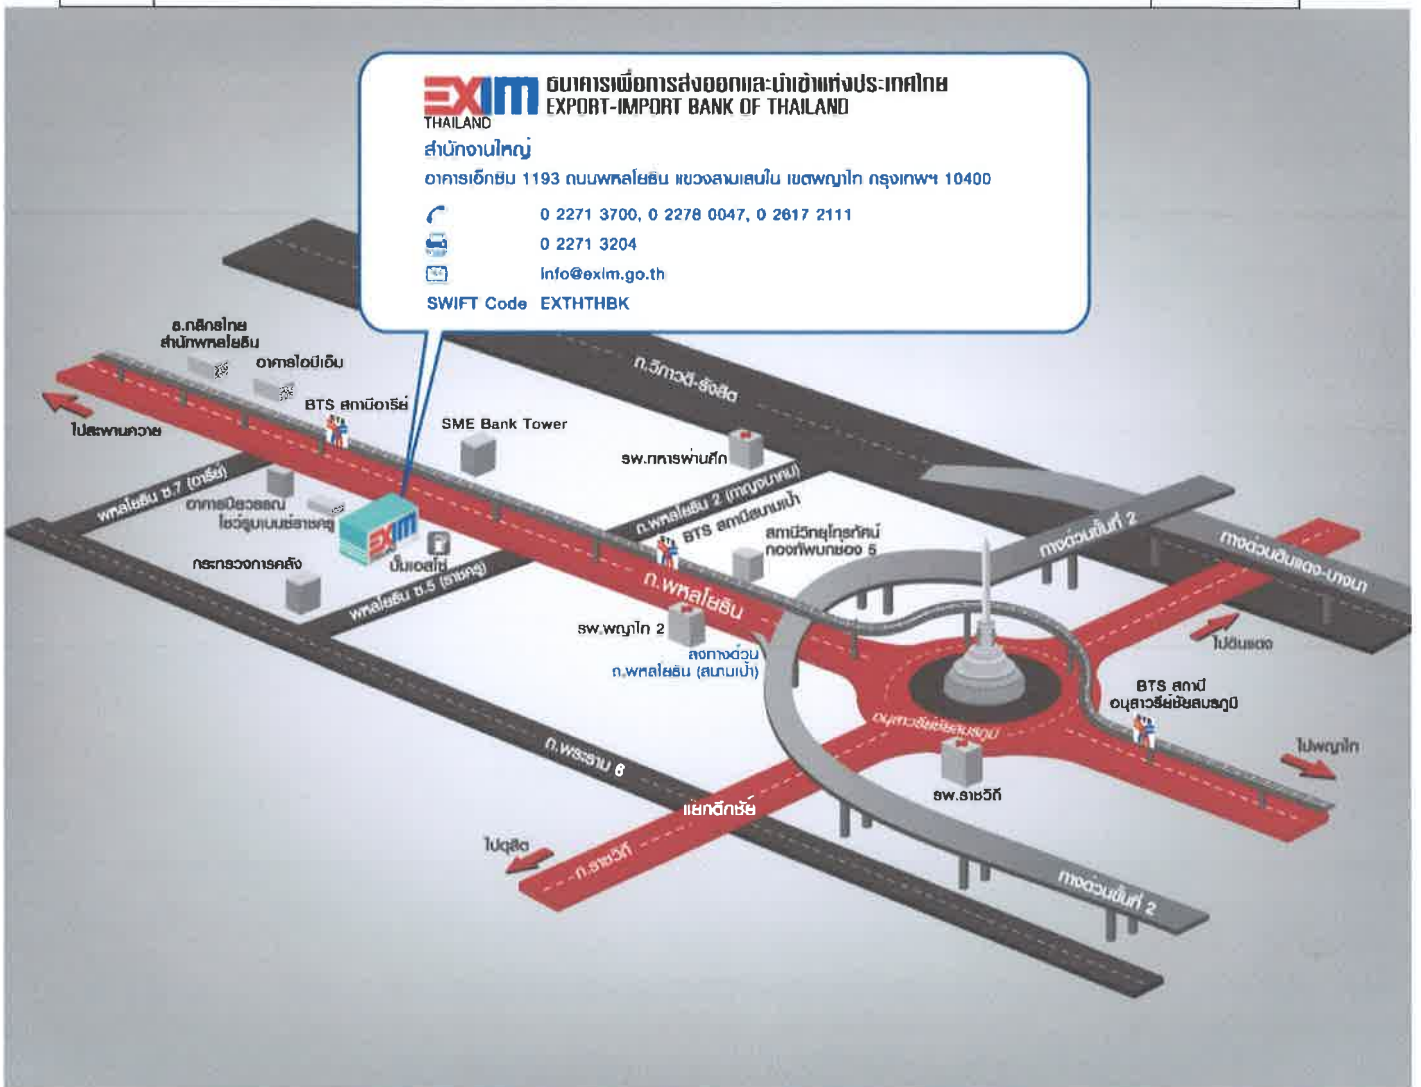 EXIM
THAILAND
ธนาคารเพื่อการส่งออกและนำเข้าแห่งประเทศไทย
EXPORT-IMPORT BANK OF THAILAND
สำนักงานใหญ่
อาคารเอ็กซิม 1193 ถนนพหลโยธิน แขวงสามเสนใน เขตพญาไท กรุงเทพฯ 10400
0 2271 3700, 0 2278 0047, 0 2617 2111
0 2271 3204
info@exim.go.th
SWIFT Code EXTHTHBK
ธ.กสิกรไทย
สำนักพหลโยธิน
อาคารไอบีเอ็ม
BTS สถานีอารีย์
ไปสะพานควาย
SME Bank Tower
ถ.วิภาวดี-รังสิต
รพ.ทหารผ่านศึก
พหลโยธิน ซ.7 (อารีย์)
อาคารปิยวรรณ
โชว์รูมเบนซ์ราชครู
EXIM
ปั๊มเอสโซ่
กระทรวงการคลัง
พหลโยธิน ซ.5 (ราชครู)
ถ.พหลโยธิน 2 (กาญจนาคม)
BTS สถานีสนามเป้า
สถานีวิทยุโทรทัศน์
กองทัพบกช่อง 5
ทางด่วนขั้นที่ 2
ทางด่วนดินแดง-บางนา
ถ.พหลโยธิน
รพ.พญาไท 2
ลงทางด่วน
ถ.พหลโยธิน (สนามเป้า)
ไปดินแดง
BTS สถานี
อนุสาวรีย์ชัยสมรภูมิ
อนุสาวรีย์ชัยสมรภูมิ
ไปพญาไท
ถ.พระราม 6
รพ.ราชวิถี
แยกตึกชัย
ไปดุสิต
ถ.ราชวิถี
ทางด่วนขั้นที่ 2